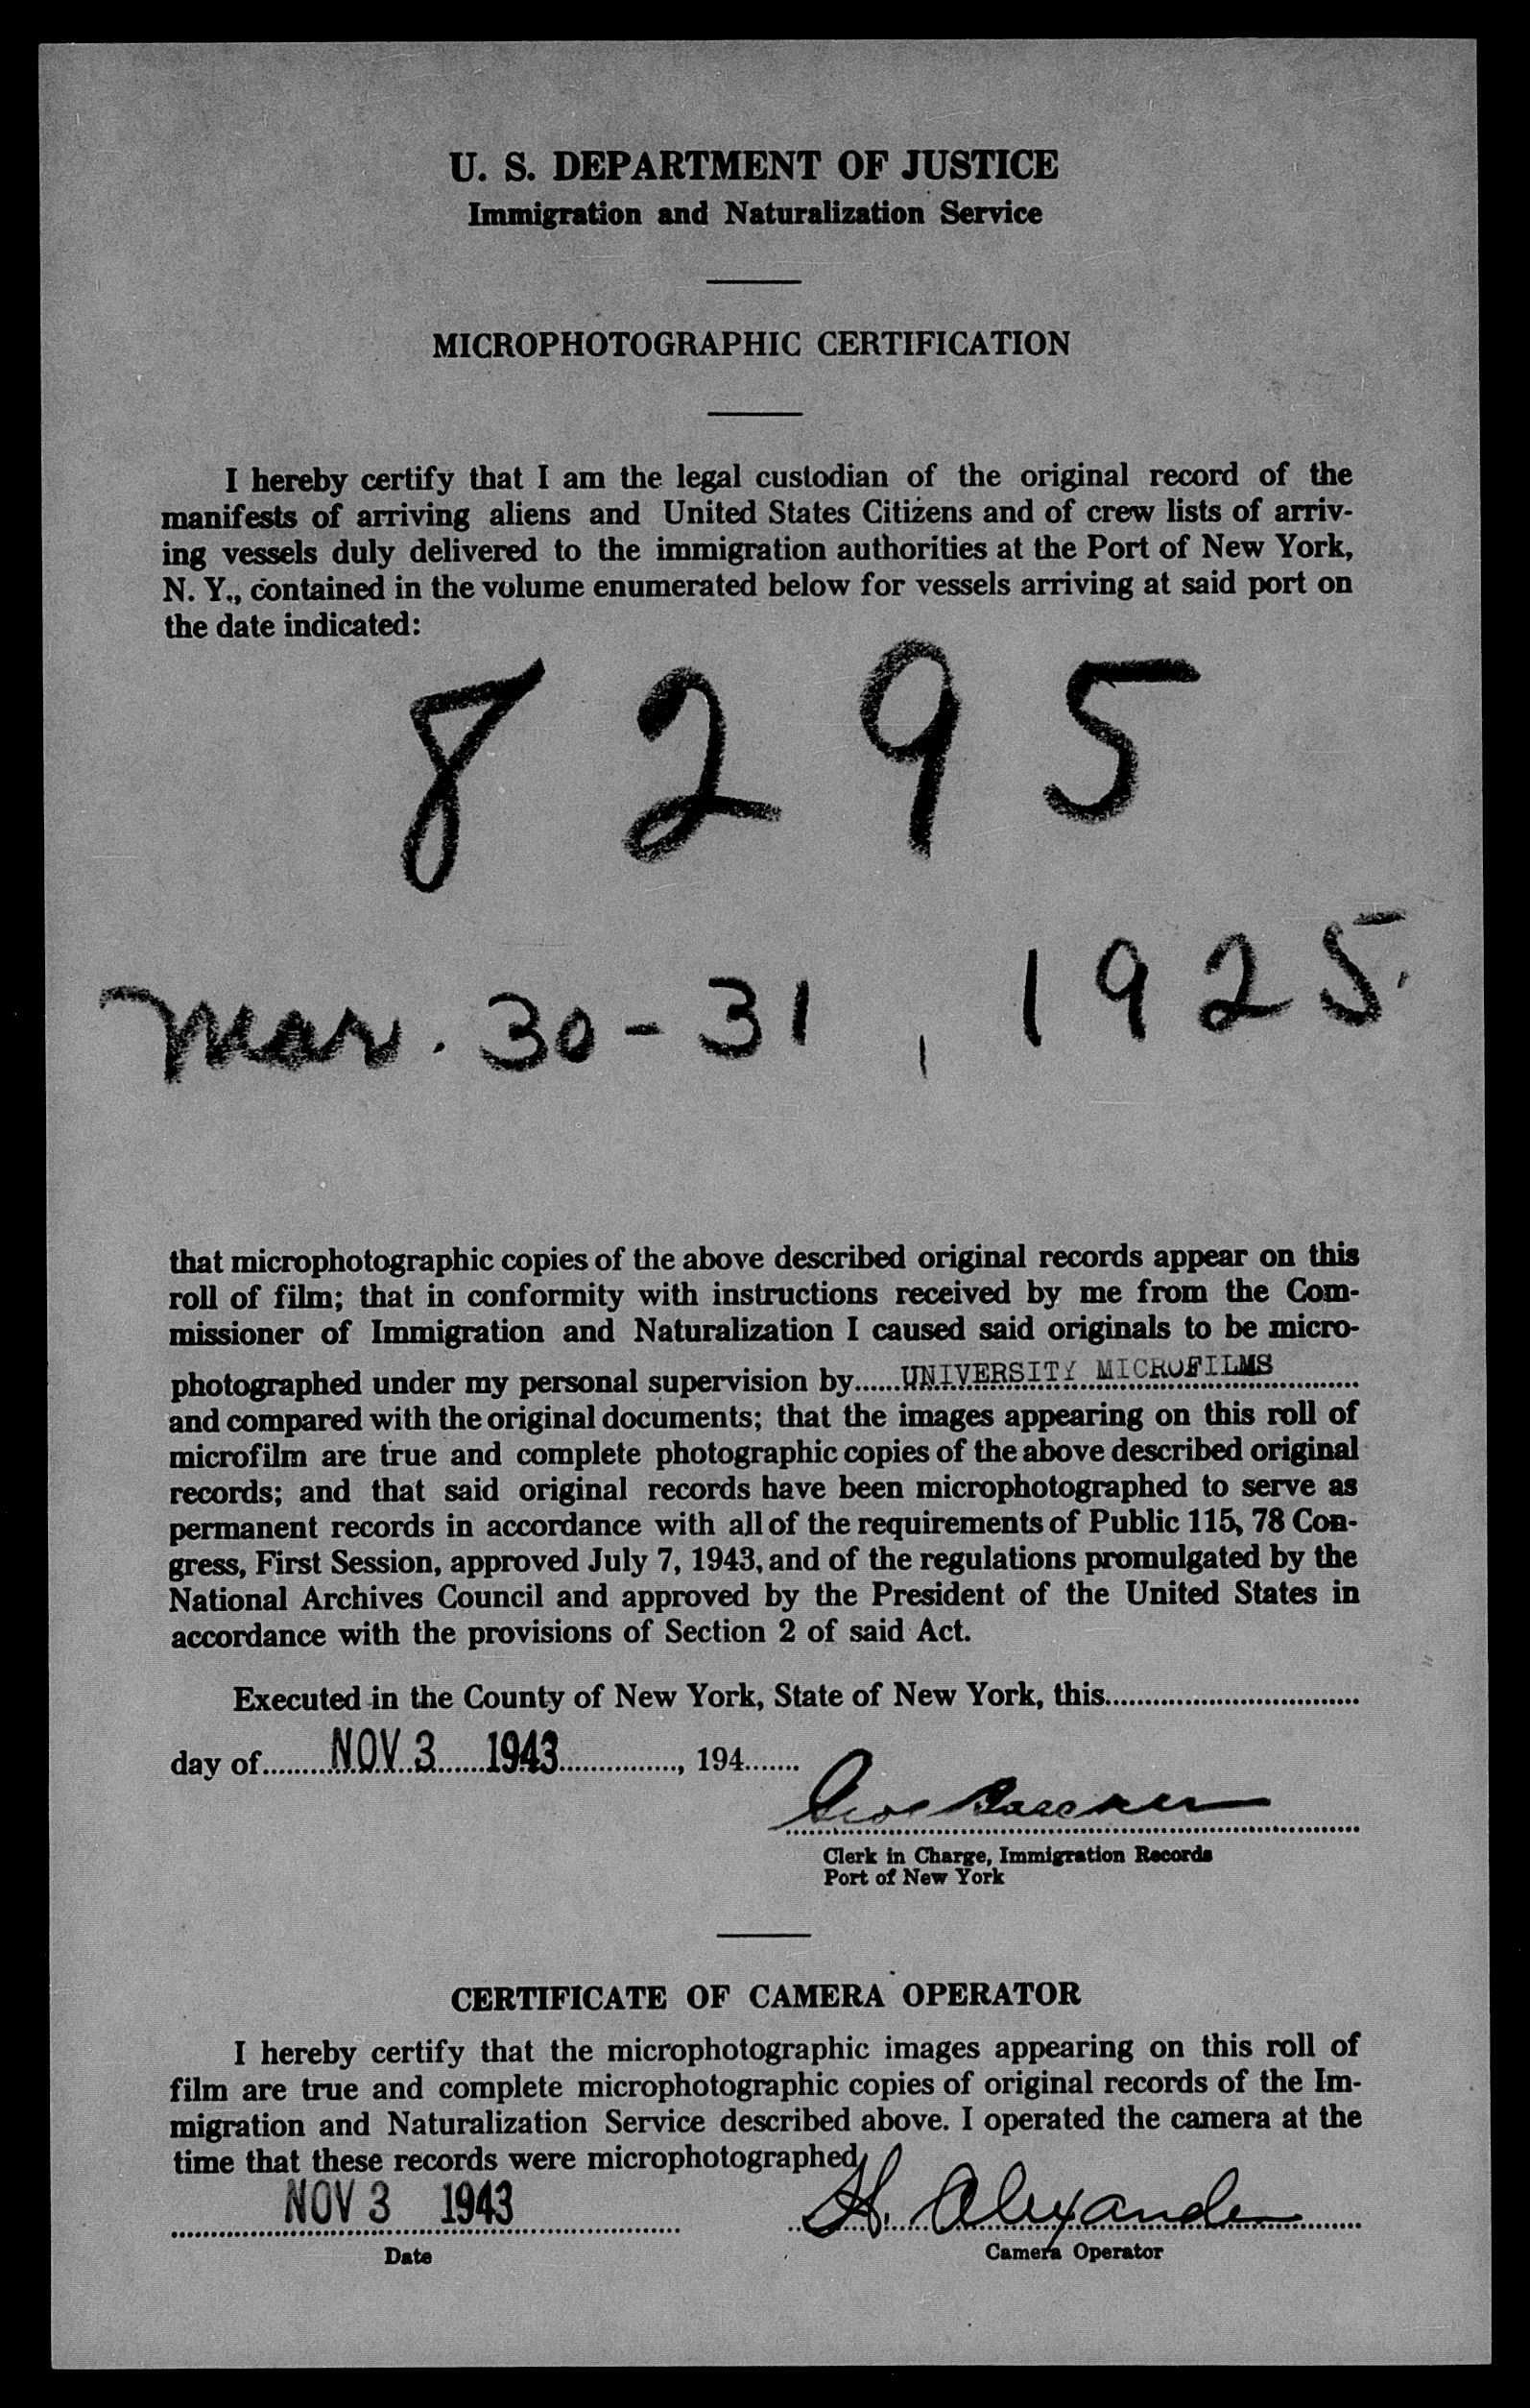 U. S. DEPARTMENT OF JUSTICE
Immigration and Naturalization Service
MICROPHOTOGRAPHIC CERTIFICATION
I hereby certify that I am the legal custodian of the original record of the
manifests of arriving aliens and United States Citizens and of crew lists of arriv-
ing vessels duly delivered to the immigration authorities at the Port of New York,
N. Y., contained in the volume enumerated below for vessels arriving at said port on
the date indicated:
8295
Mar. 30-31, 1925.
that microphotographic copies of the above described original records appear on this
roll of film; that in conformity with instructions received by me from the Com-
missioner of Immigration and Naturalization I caused said originals to be micro-
photographed under my personal supervision by......UNIVERSITY MICROFILMS
and compared with the original documents; that the images appearing on this roll of
microfilm are true and complete photographic copies of the above described original
records; and that said original records have been microphotographed to serve as
permanent records in accordance with all of the requirements of Public 115, 78 Con-
gress, First Session, approved July 7, 1943, and of the regulations promulgated by the
National Archives Council and approved by the President of the United States in
accordance with the provisions of Section 2 of said Act.
Executed in the County of New York, State of New York, this
day of NOV 3 1943, 194
Clerk in Charge, Immigration Records
Port of New York
CERTIFICATE OF CAMERA OPERATOR
I hereby certify that the microphotographic images appearing on this roll of
film are true and complete microphotographic copies of original records of the Im-
migration and Naturalization Service described above. I operated the camera at the
time that these records were microphotographed.
NOV 3 1943 H. Alexander
Date Camera Operator